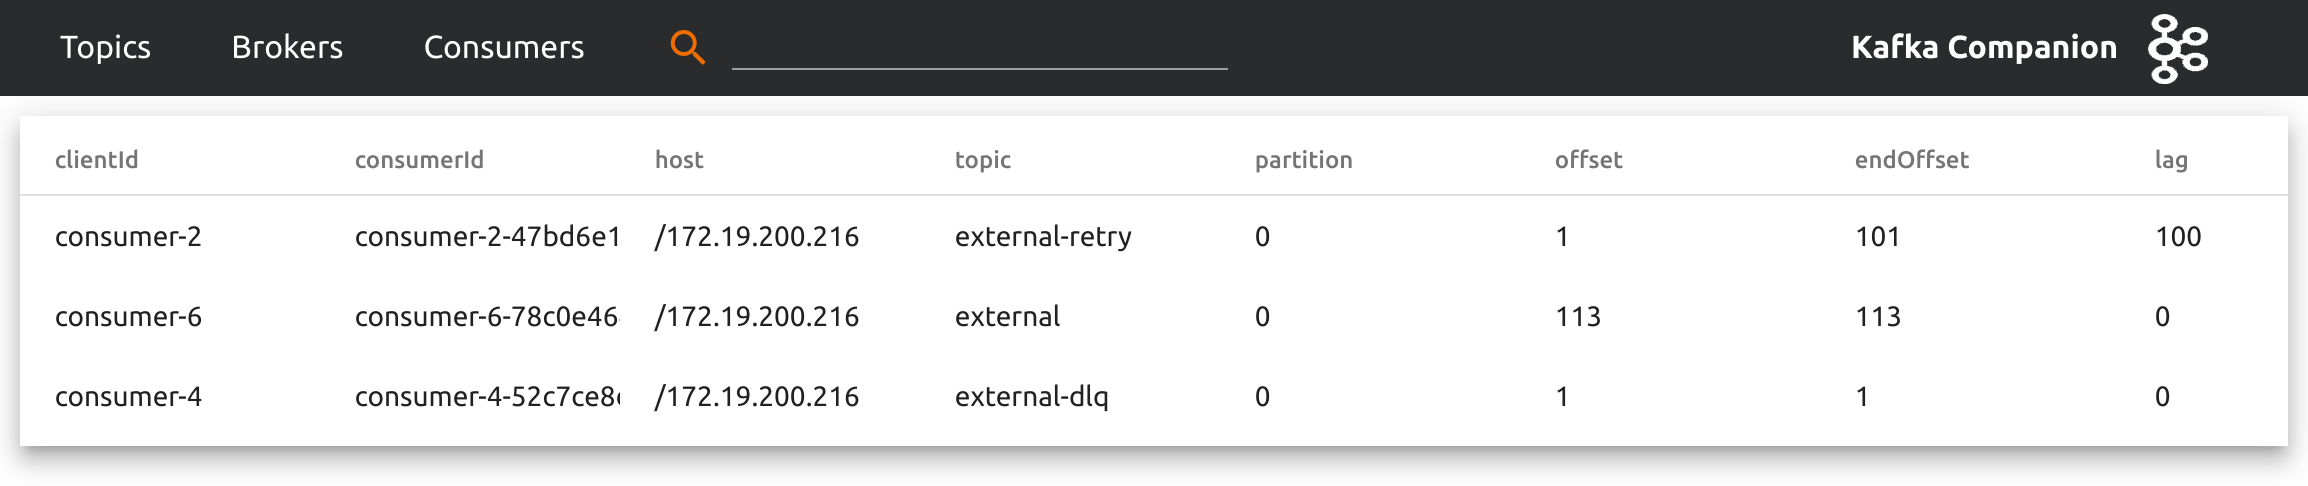 Topics Brokers Consumers Kafka Companion
clientId consumerId host topic partition offset endOffset lag
consumer-2 consumer-2-47bd6e1 /172.19.200.216 external-retry 0 1 101 100
consumer-6 consumer-6-78c0e46 /172.19.200.216 external 0 113 113 0
consumer-4 consumer-4-52c7ce8 /172.19.200.216 external-dlq 0 1 1 0